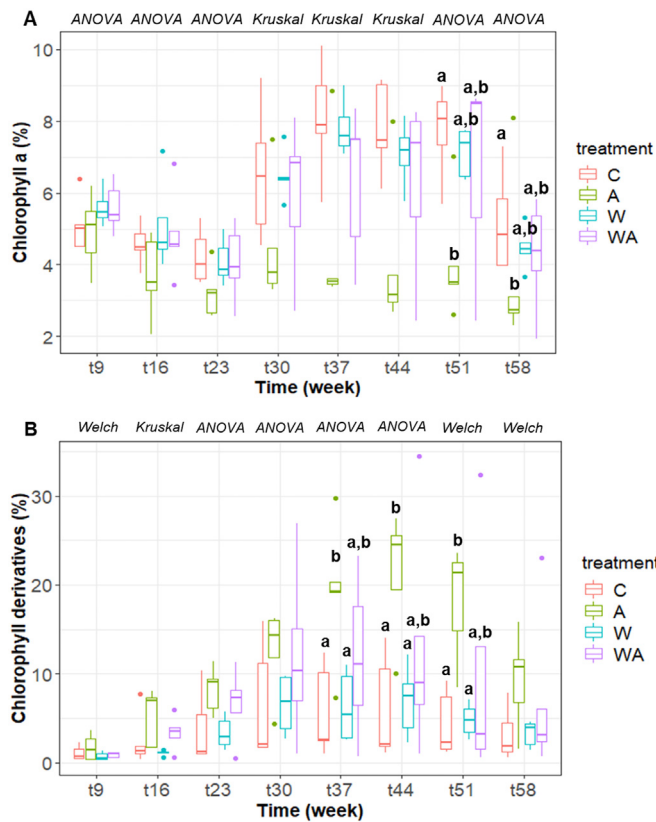 ANOVA ANOVA ANOVA Kruskal Kruskal Kruskal ANOVA ANOVA
A
a a,b
10
a,b a
8
a,b
a,b
6
b
4
b
2
Chlorophyll a (%)
t9 t16 t23 t30 t37 t44 t51 t58
Time (week)
treatment
C
A
W
WA
Welch Kruskal ANOVA ANOVA ANOVA ANOVA Welch Welch
B
30
b
b a,b b
20
a a a a a a,b
10
a a
0
Chlorophyll derivatives (%)
t9 t16 t23 t30 t37 t44 t51 t58
Time (week)
treatment
C
A
W
WA